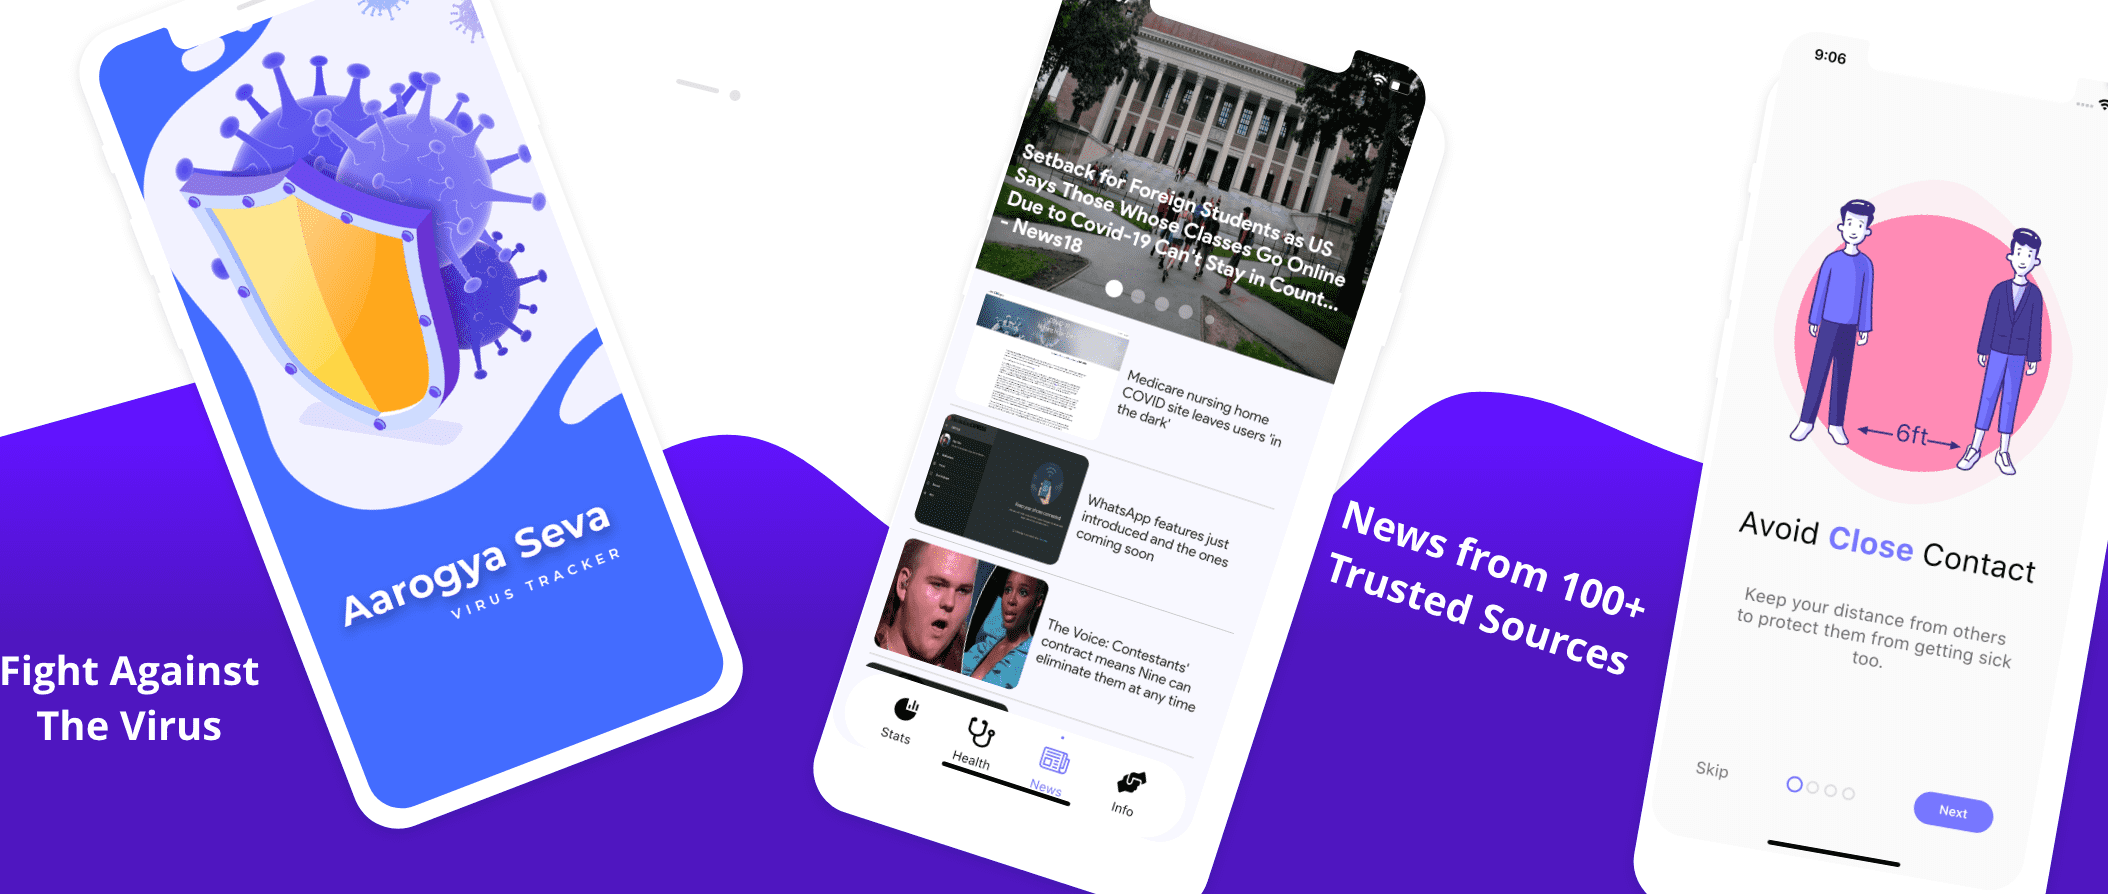 Aarogya Seva
VIRUS TRACKER
Fight Against
The Virus
Setback for Foreign Students as US
Says Those Whose Classes Go Online
Due to Covid-19 Can't Stay in Count...
- News18
Medicare nursing home
COVID site leaves users 'in
the dark'
WhatsApp features just
introduced and the ones
coming soon
The Voice: Contestants'
contract means Nine can
eliminate them at any time
Stats
Health
News
Info
News from 100+
Trusted Sources
9:06
6ft
Avoid Close Contact
Keep your distance from others
to protect them from getting sick
too.
Skip
Next